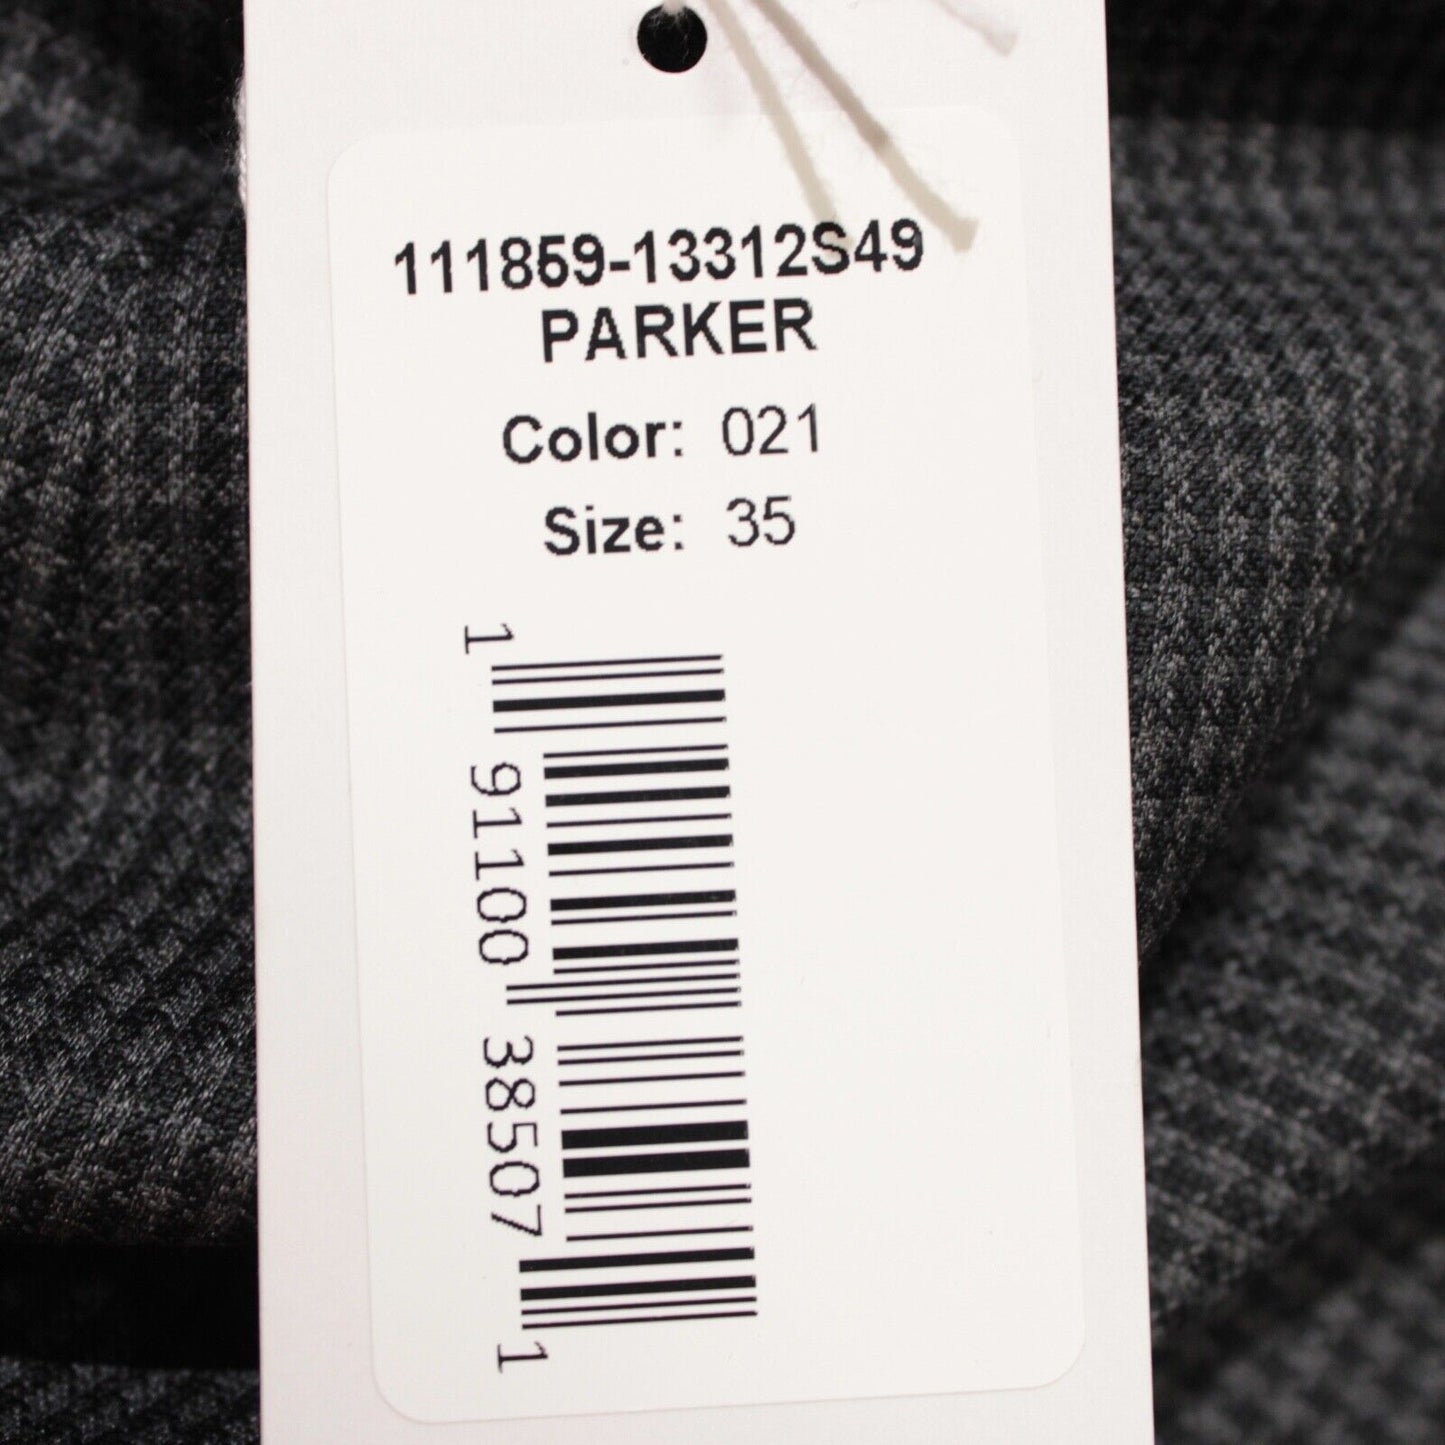 111859-13312S49
PARKER
Color: 021
Size: 35
1 91100 38507 1